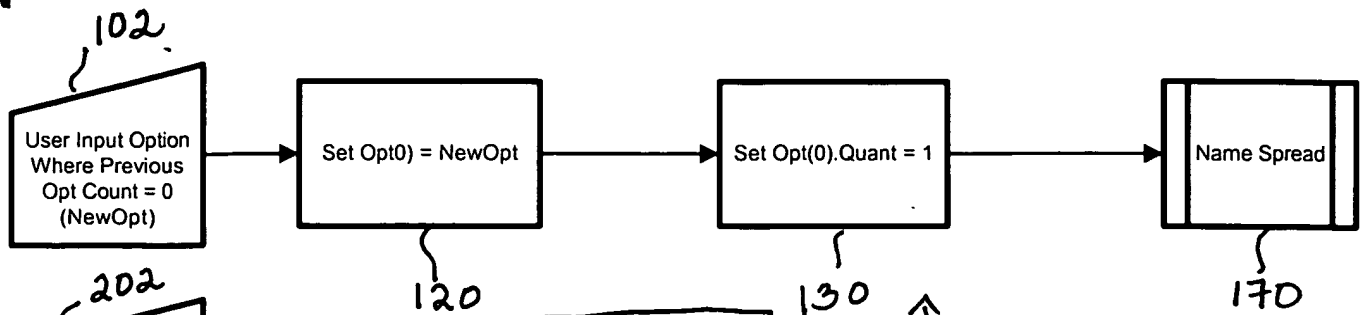 102
User Input Option
Where Previous
Opt Count = 0
(NewOpt)
Set Opt0) = NewOpt
Set Opt(0).Quant = 1
Name Spread
202
120
130
170